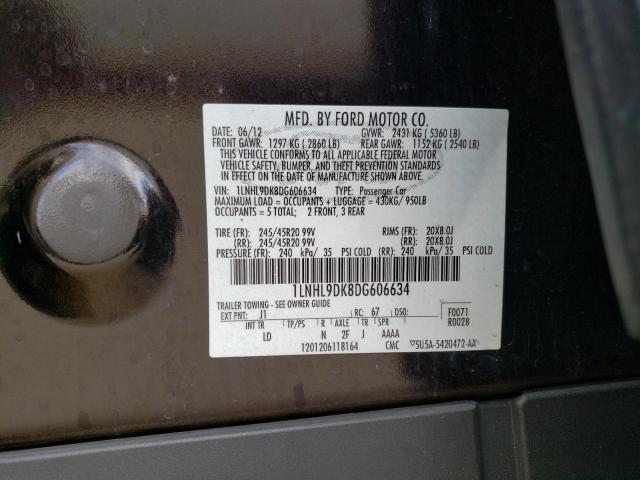 MFD. BY FORD MOTOR CO.
DATE: 06/12 GVWR: 2431 KG ( 5360 LB)
FRONT GAWR: 1297 KG ( 2860 LB) REAR GAWR: 1152 KG ( 2540 LB)
THIS VEHICLE CONFORMS TO ALL APPLICABLE FEDERAL MOTOR
VEHICLE SAFETY, BUMPER, AND THEFT PREVENTION STANDARDS
IN EFFECT ON THE DATE OF MANUFACTURE SHOWN ABOVE.
VIN: 1LNHL9DK8DG606634 TYPE: Passenger Car
MAXIMUM LOAD = OCCUPANTS + LUGGAGE = 430KG/ 950LB
OCCUPANTS = 5 TOTAL; 2 FRONT, 3 REAR
TIRE (FR): 245/45R20 99V RIMS (FR): 20X8.0J
(RR): 245/45R20 99V (RR): 20X8.0J
PRESSURE (FR): 240 kPa/ 35 PSI COLD (RR): 240 kPa/ 35 PSI COLD
1LNHL9DK8DG606634
TRAILER TOWING - SEE OWNER GUIDE
EXT PNT: J1 RC: 67 DSO: F0071
INT TR TP/PS R AXLE TR SPR R0028
LD N 2F J AAAA
1201206118164 CMC ▽5U5A-5420472-AA